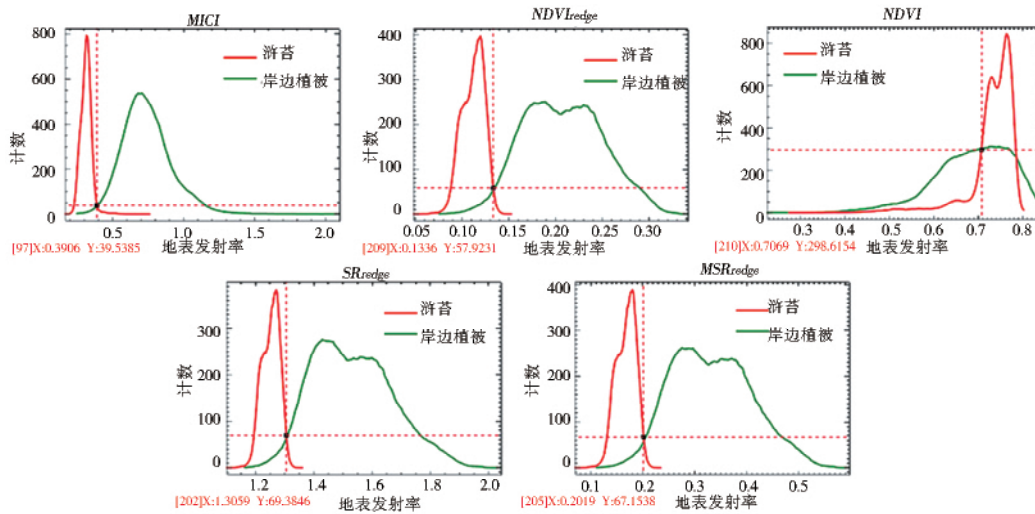 MICI
800
600
400
200
0
计数
浒苔
岸边植被
0.5
1.0
1.5
2.0
[97]X:0.3906 Y:39.5385
地表发射率
NDVIredge
400
300
200
100
0
计数
浒苔
岸边植被
0.05
0.10
0.15
0.20
0.25
0.30
[209]X:0.1336 Y:57.9231
地表发射率
NDVI
800
600
400
200
0
计数
浒苔
岸边植被
0.3
0.4
0.5
0.6
0.7
0.8
[210]X:0.7069 Y:298.6154
地表发射率
SRredge
300
200
100
0
计数
浒苔
岸边植被
1.2
1.4
1.6
1.8
2.0
[202]X:1.3059 Y:69.3846
地表发射率
MSRredge
400
300
200
100
0
计数
浒苔
岸边植被
0.1
0.2
0.3
0.4
0.5
[205]X:0.2019 Y:67.1538
地表发射率